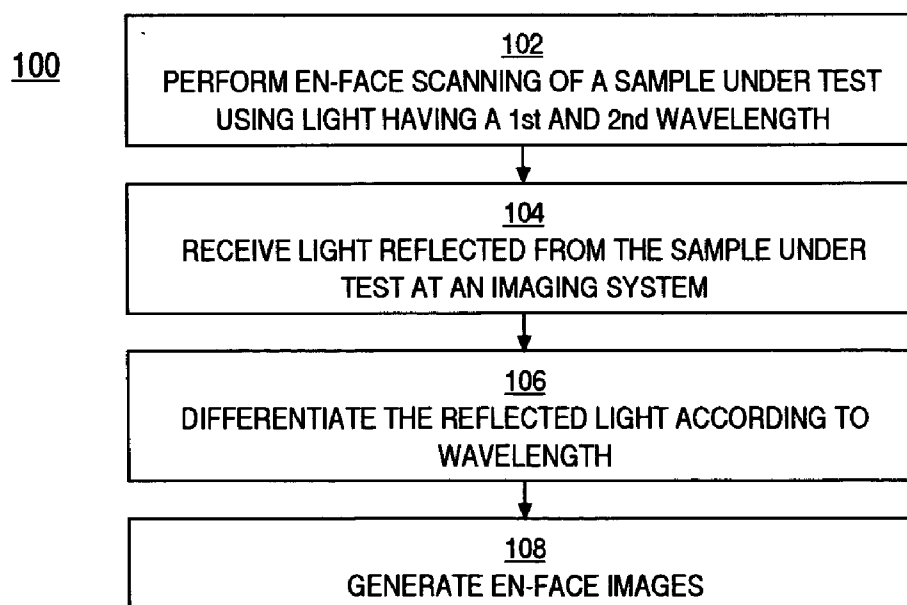 100
102
PERFORM EN-FACE SCANNING OF A SAMPLE UNDER TEST
USING LIGHT HAVING A 1st AND 2nd WAVELENGTH
104
RECEIVE LIGHT REFLECTED FROM THE SAMPLE UNDER
TEST AT AN IMAGING SYSTEM
106
DIFFERENTIATE THE REFLECTED LIGHT ACCORDING TO
WAVELENGTH
108
GENERATE EN-FACE IMAGES